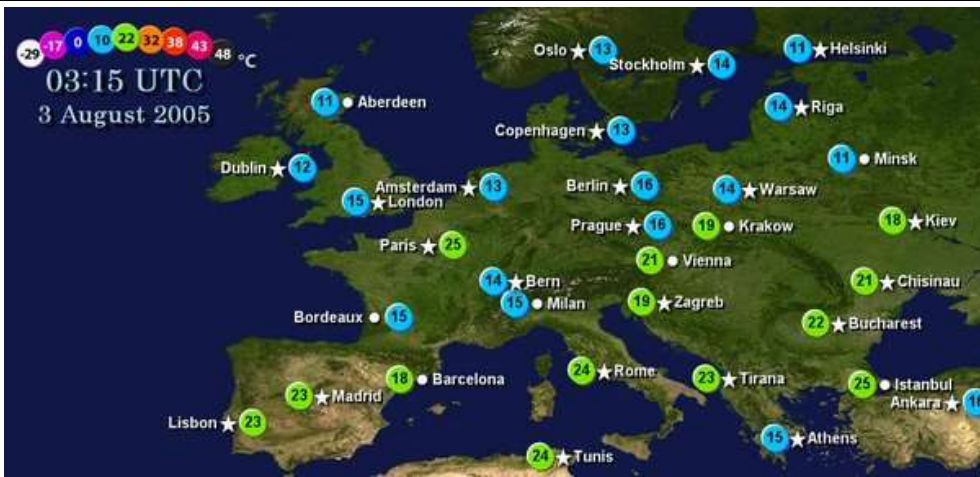 -29 -17 0 10 22 32 38 43 48 °C
03:15 UTC
3 August 2005
Oslo 13
11 Helsinki
Stockholm 14
11 Aberdeen
14 Riga
Copenhagen 13
11 Minsk
Dublin 12
Amsterdam 13
Berlin 16
14 Warsaw
15 London
18 Kiev
Prague 16
19 Krakow
Paris 25
21 Vienna
14 Bern
21 Chisinau
15 Milan
19 Zagreb
Bordeaux 15
22 Bucharest
24 Rome
18 Barcelona
23 Tirana
25 Istanbul
23 Madrid
Ankara 16
Lisbon 23
15 Athens
24 Tunis